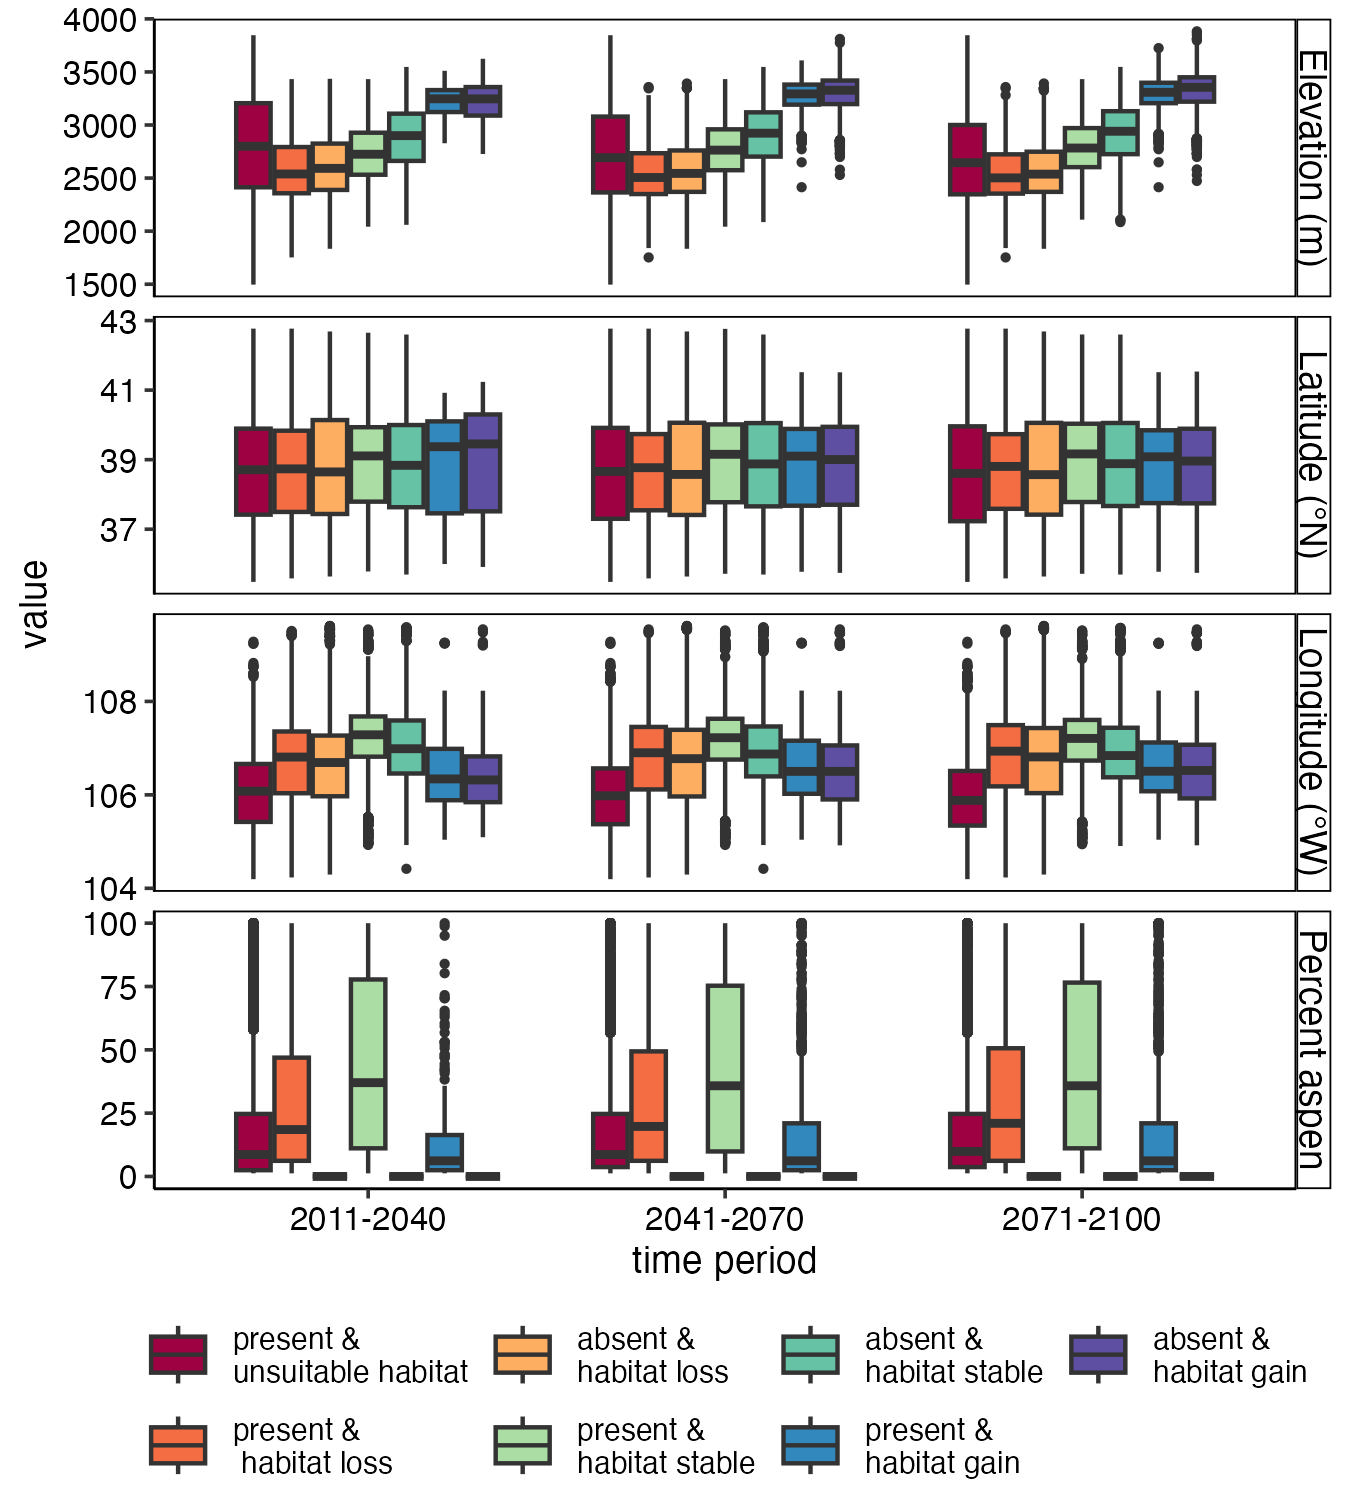 4000
3500
3000
2500
2000
1500
Elevation (m)
43
41
39
37
Latitude (°N)
value
108
106
104
Longitude (°W)
100
75
50
25
0
Percent aspen
2011-2040 2041-2070 2071-2100
time period
present & absent & absent & absent &
unsuitable habitat habitat loss habitat stable habitat gain
present & present & present &
habitat loss habitat stable habitat gain